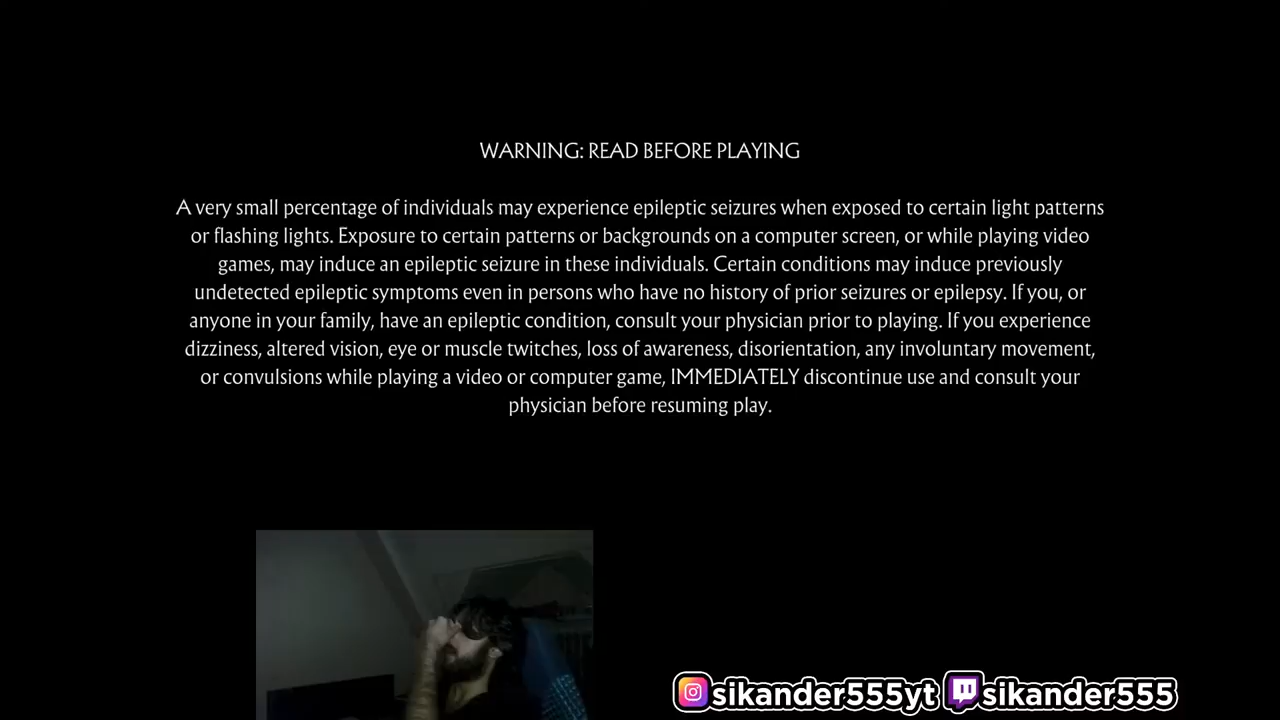 WARNING: READ BEFORE PLAYING
A very small percentage of individuals may experience epileptic seizures when exposed to certain light patterns
or flashing lights. Exposure to certain patterns or backgrounds on a computer screen, or while playing video
games, may induce an epileptic seizure in these individuals. Certain conditions may induce previously
undetected epileptic symptoms even in persons who have no history of prior seizures or epilepsy. If you, or
anyone in your family, have an epileptic condition, consult your physician prior to playing. If you experience
dizziness, altered vision, eye or muscle twitches, loss of awareness, disorientation, any involuntary movement,
or convulsions while playing a video or computer game, IMMEDIATELY discontinue use and consult your
physician before resuming play.
sikander555yt sikander555